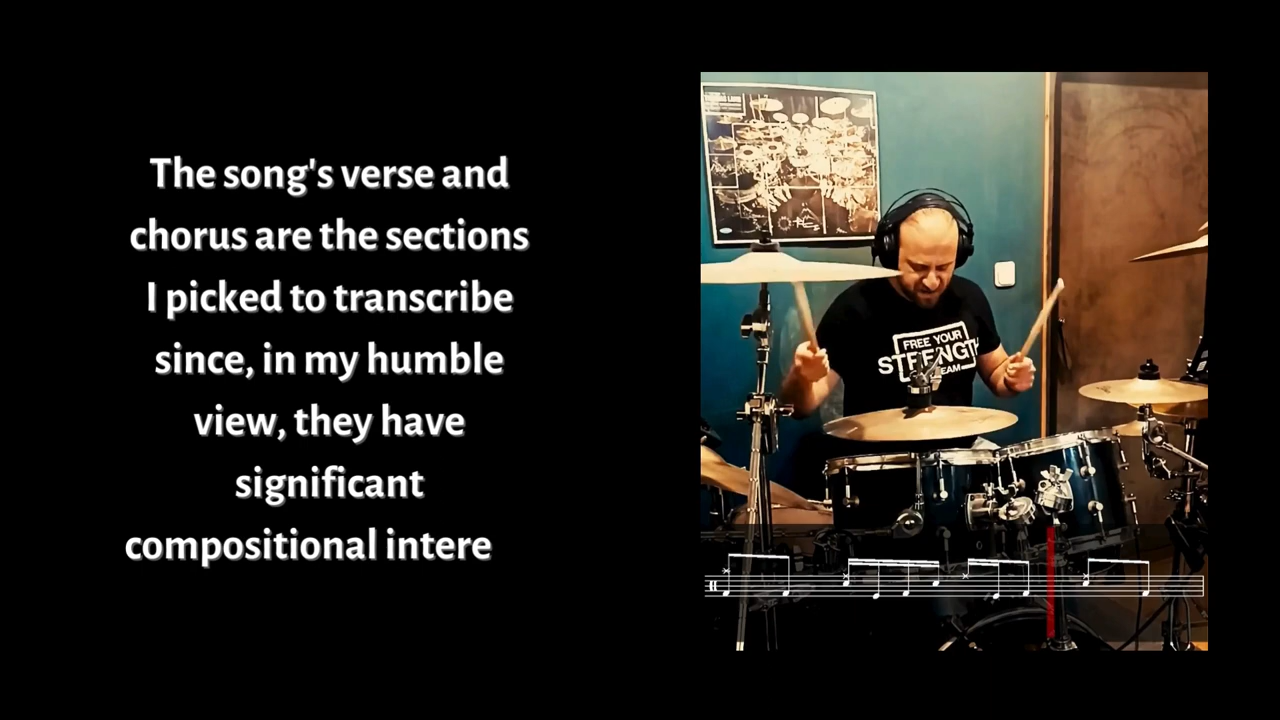 The song's verse and
chorus are the sections
I picked to transcribe
since, in my humble
view, they have
significant
compositional intere
FREE YOUR
STRENGTH